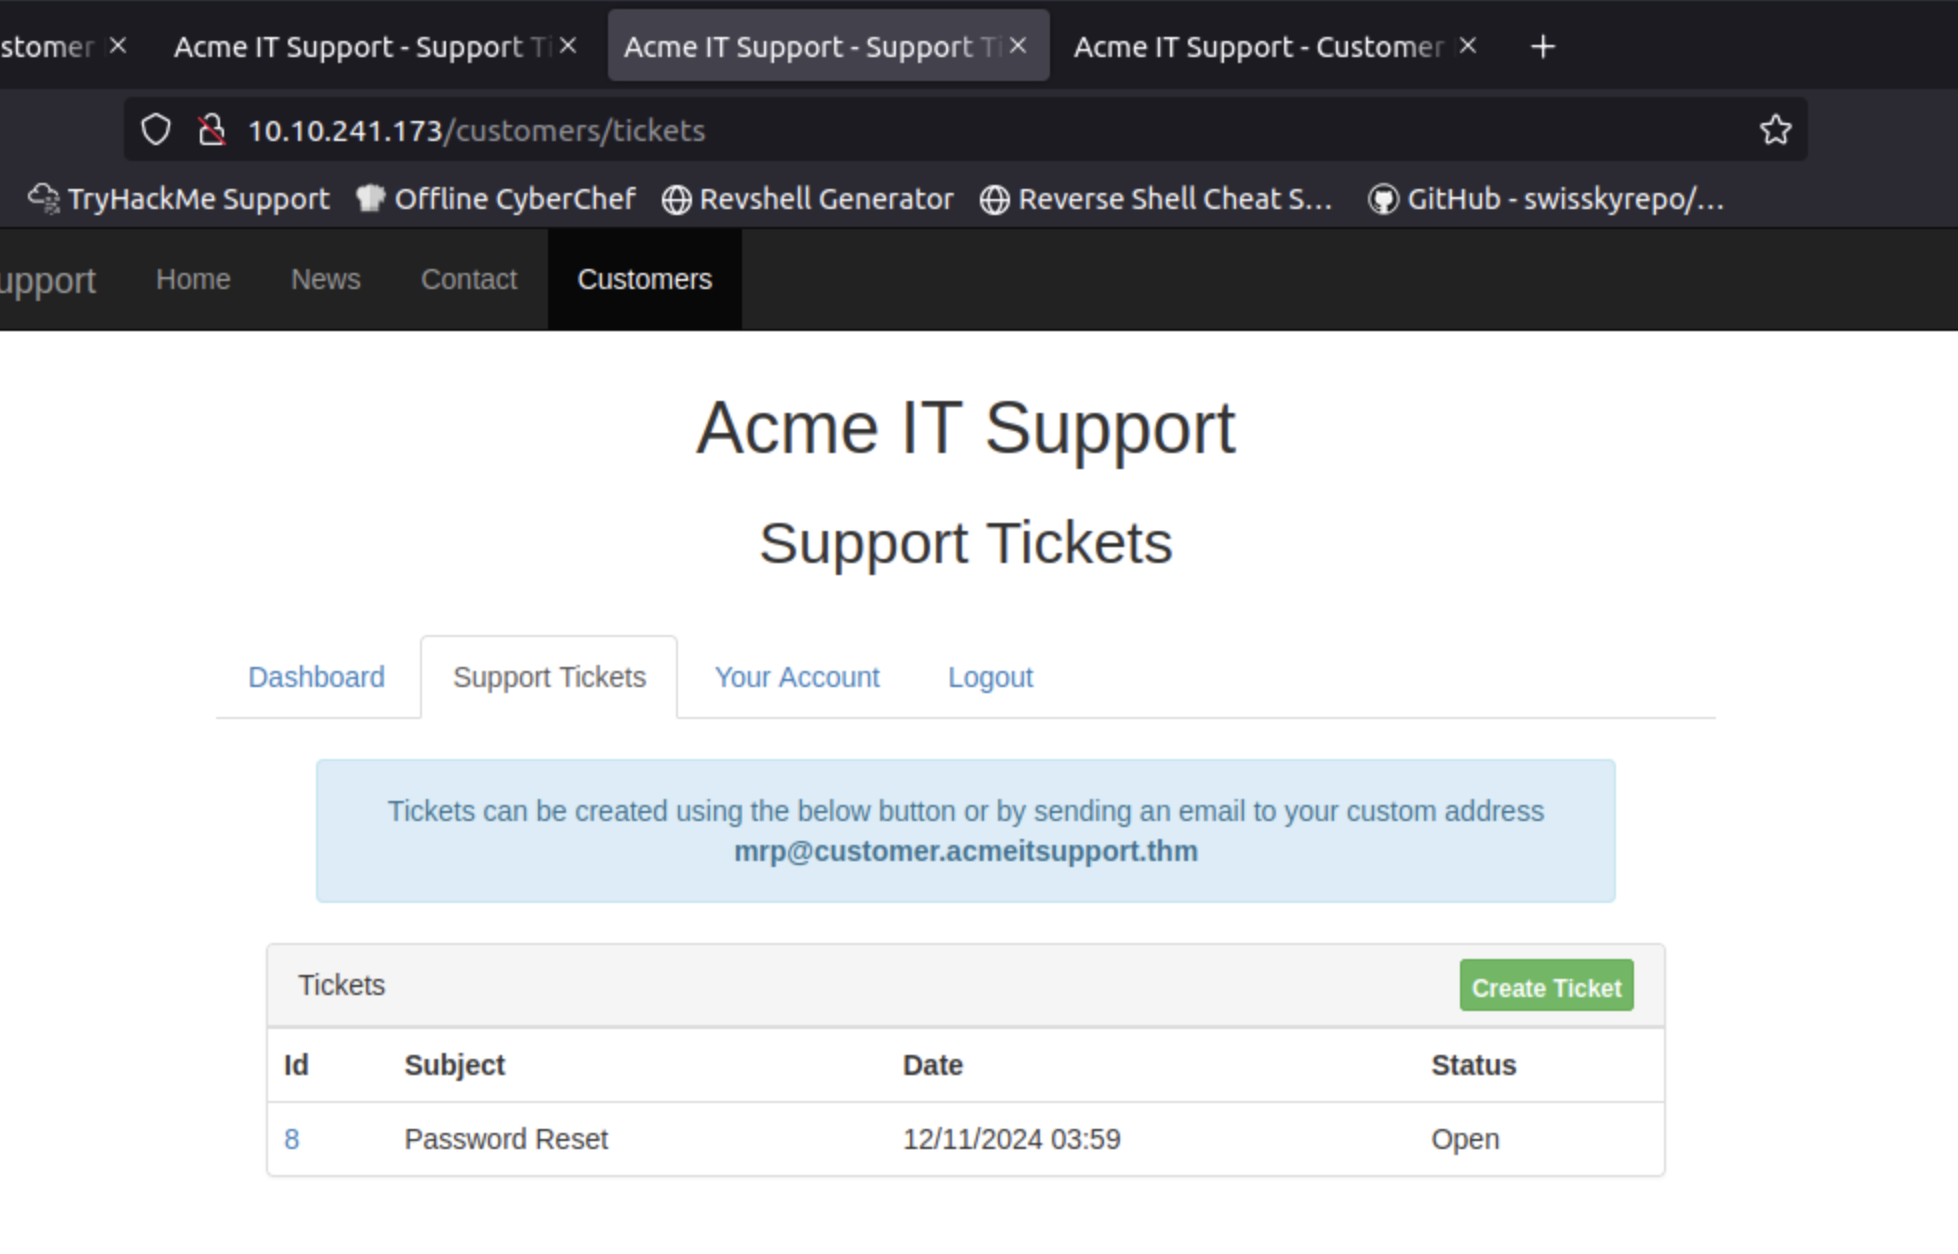 stomer Acme IT Support - Support Ti Acme IT Support - Support Ti Acme IT Support - Customer
10.10.241.173/customers/tickets
TryHackMe Support Offline CyberChef Revshell Generator Reverse Shell Cheat S... GitHub - swisskyrepo/...
upport Home News Contact Customers
Acme IT Support
Support Tickets
Dashboard Support Tickets Your Account Logout
Tickets can be created using the below button or by sending an email to your custom address
mrp@customer.acmeitsupport.thm
Tickets Create Ticket
Id Subject Date Status
8 Password Reset 12/11/2024 03:59 Open